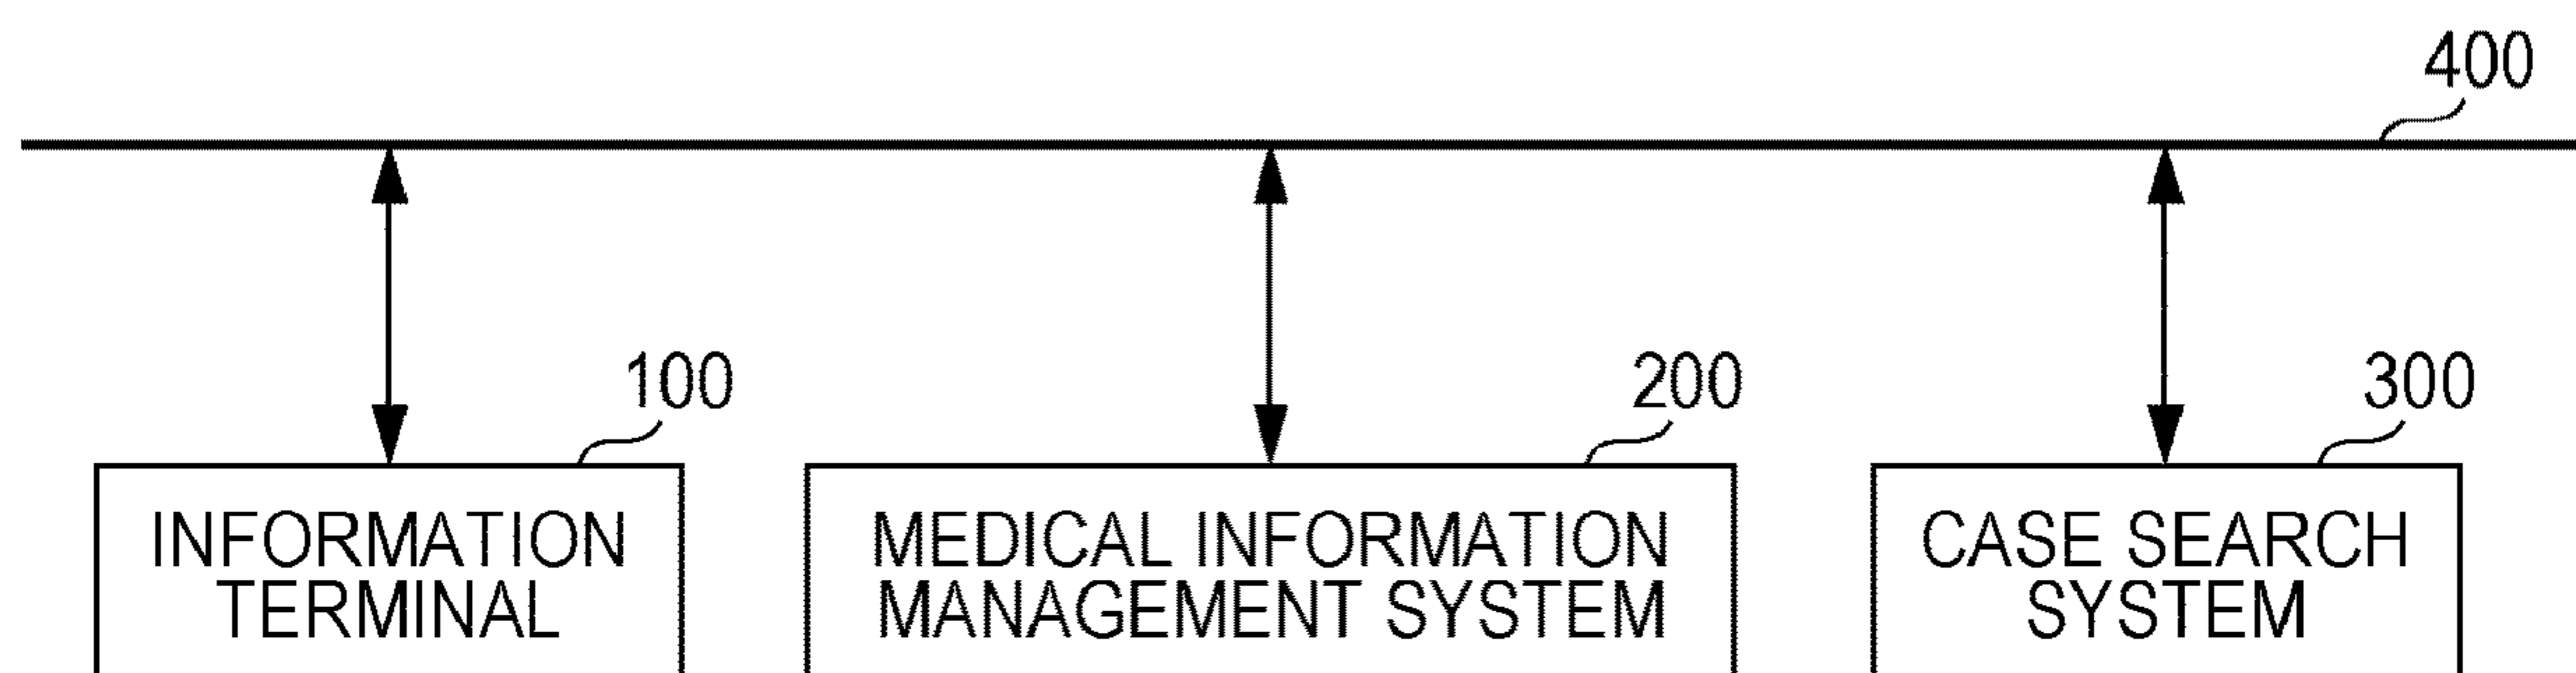 400
100
200
300
INFORMATION
TERMINAL
MEDICAL INFORMATION
MANAGEMENT SYSTEM
CASE SEARCH
SYSTEM